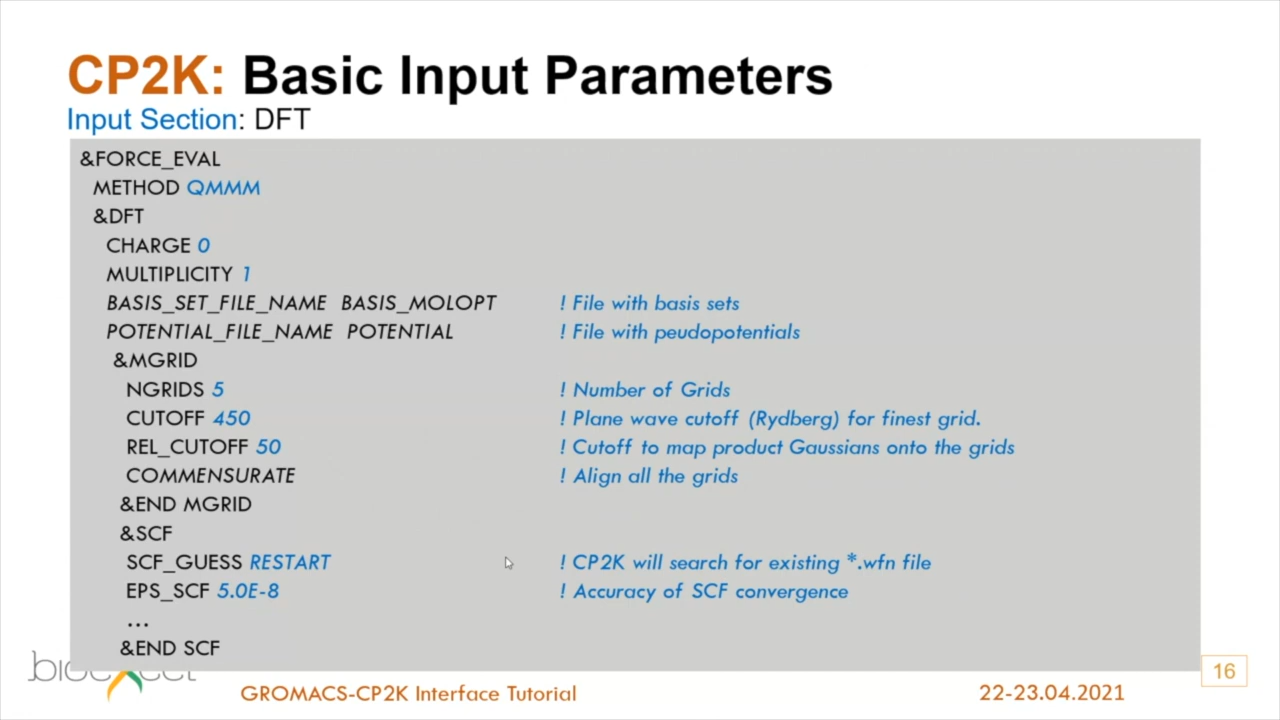 CP2K: Basic Input Parameters
Input Section: DFT
&FORCE_EVAL
METHOD QMMM
&DFT
CHARGE 0
MULTIPLICITY 1
BASIS_SET_FILE_NAME BASIS_MOLOPT ! File with basis sets
POTENTIAL_FILE_NAME POTENTIAL ! File with peudopotentials
&MGRID
NGRIDS 5 ! Number of Grids
CUTOFF 450 ! Plane wave cutoff (Rydberg) for finest grid.
REL_CUTOFF 50 ! Cutoff to map product Gaussians onto the grids
COMMENSURATE ! Align all the grids
&END MGRID
&SCF
SCF_GUESS RESTART ! CP2K will search for existing *.wfn file
EPS_SCF 5.0E-8 ! Accuracy of SCF convergence
...
&END SCF
16
GROMACS-CP2K Interface Tutorial
22-23.04.2021